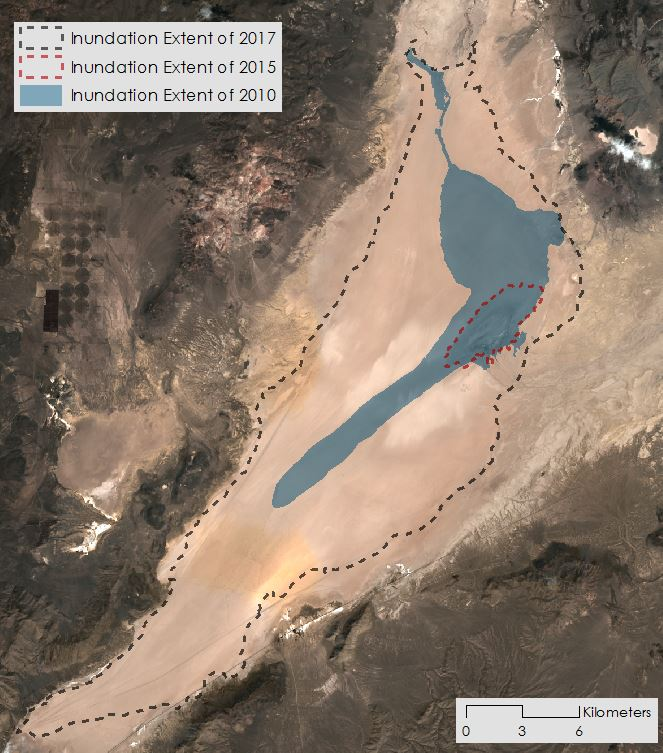 Inundation Extent of 2017
Inundation Extent of 2015
Inundation Extent of 2010
Kilometers
0 3 6